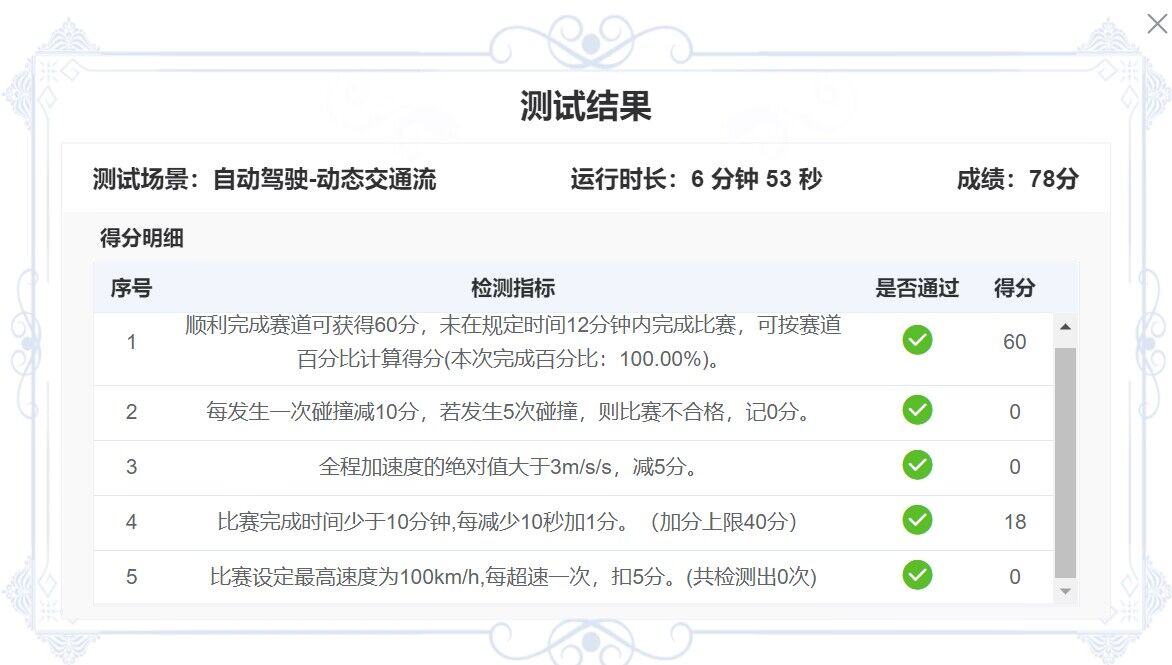 测试结果
测试场景：自动驾驶-动态交通流 运行时长：6 分钟 53 秒 成绩：78分
得分明细
序号 检测指标 是否通过 得分
1 顺利完成赛道可获得60分，未在规定时间12分钟内完成比赛，可按赛道 60
百分比计算得分(本次完成百分比：100.00%)。
2 每发生一次碰撞减10分，若发生5次碰撞，则比赛不合格，记0分。 0
3 全程加速度的绝对值大于3m/s/s，减5分。 0
4 比赛完成时间少于10分钟,每减少10秒加1分。（加分上限40分） 18
5 比赛设定最高速度为100km/h,每超速一次，扣5分。(共检测出0次) 0